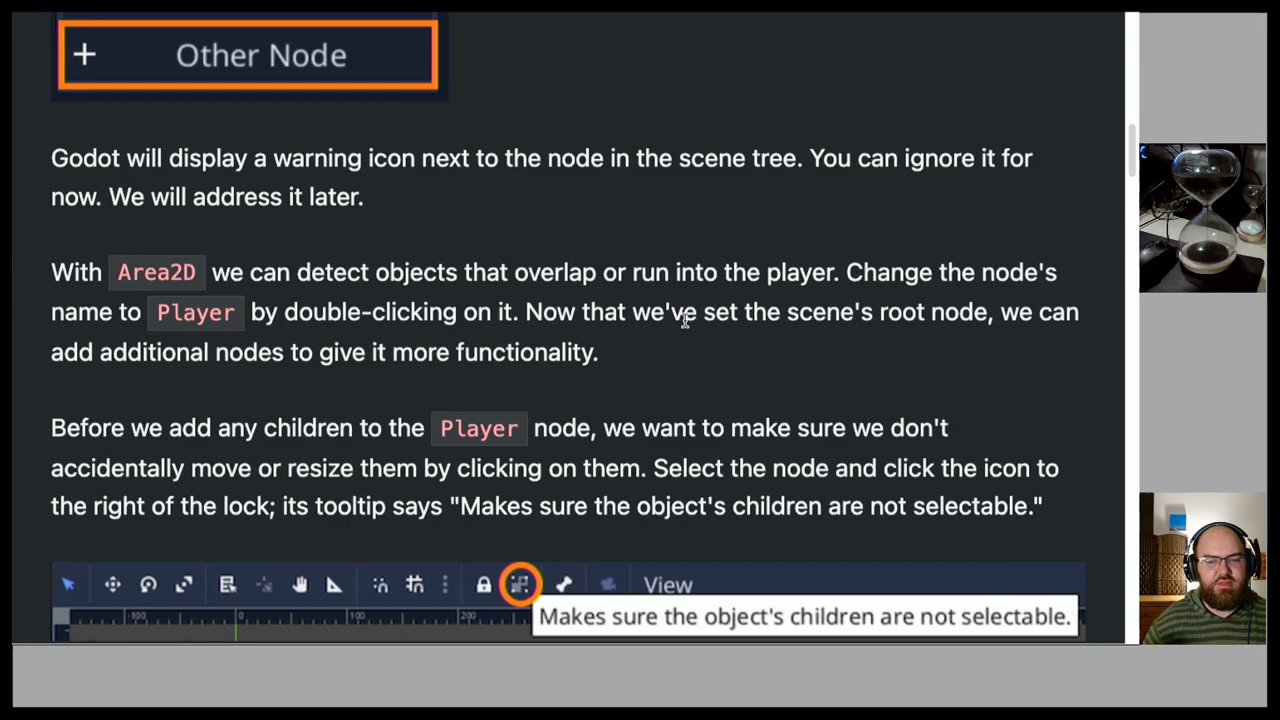 + Other Node
Godot will display a warning icon next to the node in the scene tree. You can ignore it for
now. We will address it later.
With Area2D we can detect objects that overlap or run into the player. Change the node's
name to Player by double-clicking on it. Now that we've set the scene's root node, we can
add additional nodes to give it more functionality.
Before we add any children to the Player node, we want to make sure we don't
accidentally move or resize them by clicking on them. Select the node and click the icon to
the right of the lock; its tooltip says "Makes sure the object's children are not selectable."
View
-100 0 100 200
Makes sure the object's children are not selectable.